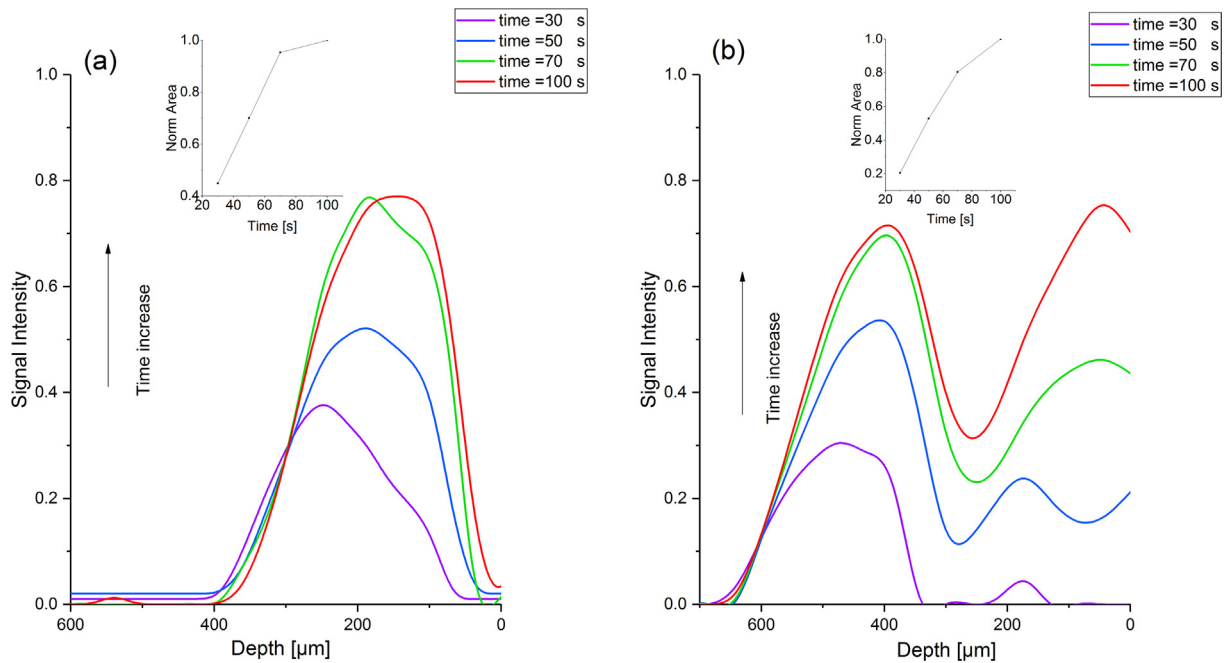 (a)
time =30 s
time =50 s
time =70 s
time =100 s
1.0
0.8
0.6
0.4
0.2
0.0
Signal Intensity
Time increase
600
400
200
0
Depth [µm]
1.0
0.8
0.6
0.4
Norm Area
20 40 60 80 100
Time [s]
(b)
time =30 s
time =50 s
time =70 s
time =100 s
1.0
0.8
0.6
0.4
0.2
0.0
Signal Intensity
Time increase
600
400
200
0
Depth [µm]
1.0
0.8
0.6
0.4
0.2
Norm Area
20 40 60 80 100
Time [s]